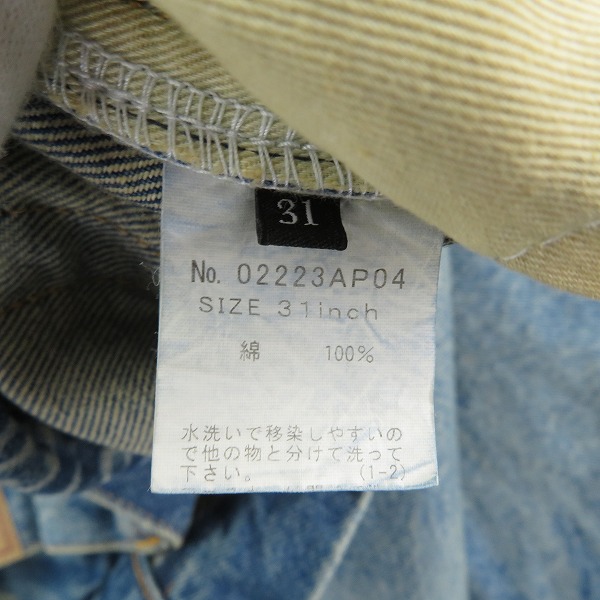 31
No. 02223AP04
SIZE 31inch
綿 100%
水洗いで移染しやすいの
で他の物と分けて洗って
下さい。 (1-2)